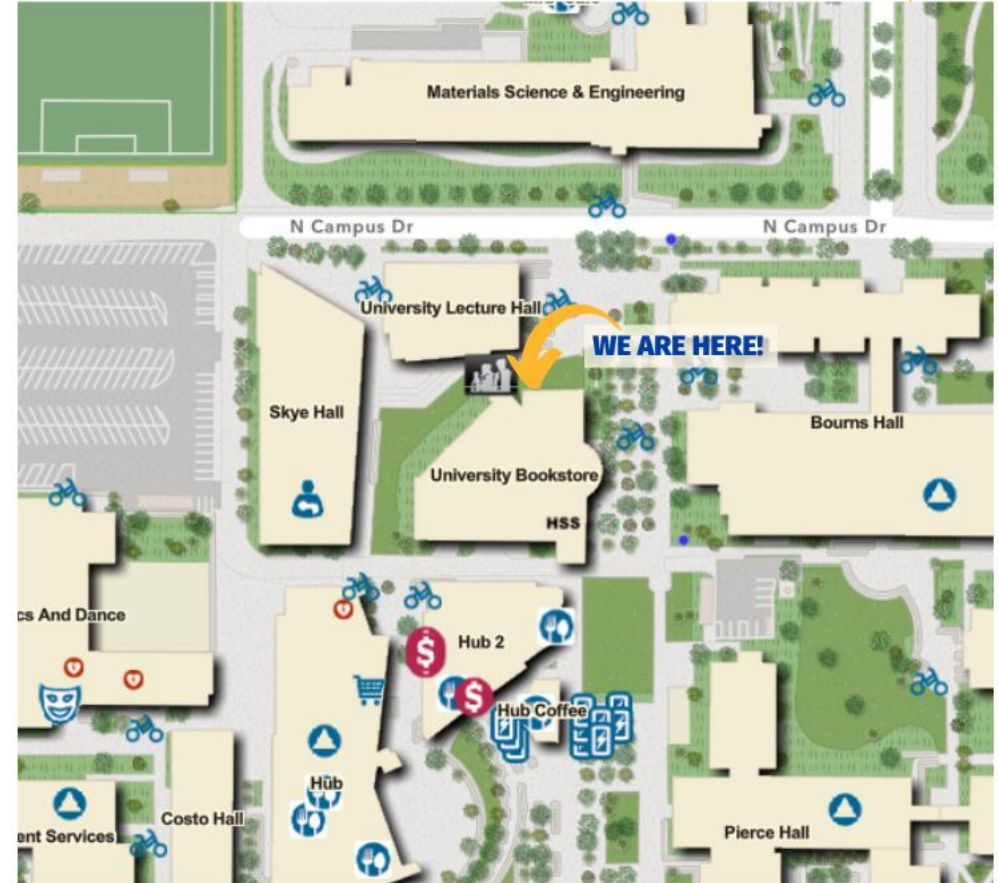 Materials Science & Engineering
N Campus Dr
N Campus Dr
University Lecture Hall
WE ARE HERE!
Skye Hall
Bourns Hall
University Bookstore
HSS
cs And Dance
Hub 2
$
$
Hub Coffee
Hub
Costo Hall
ent Services
Pierce Hall